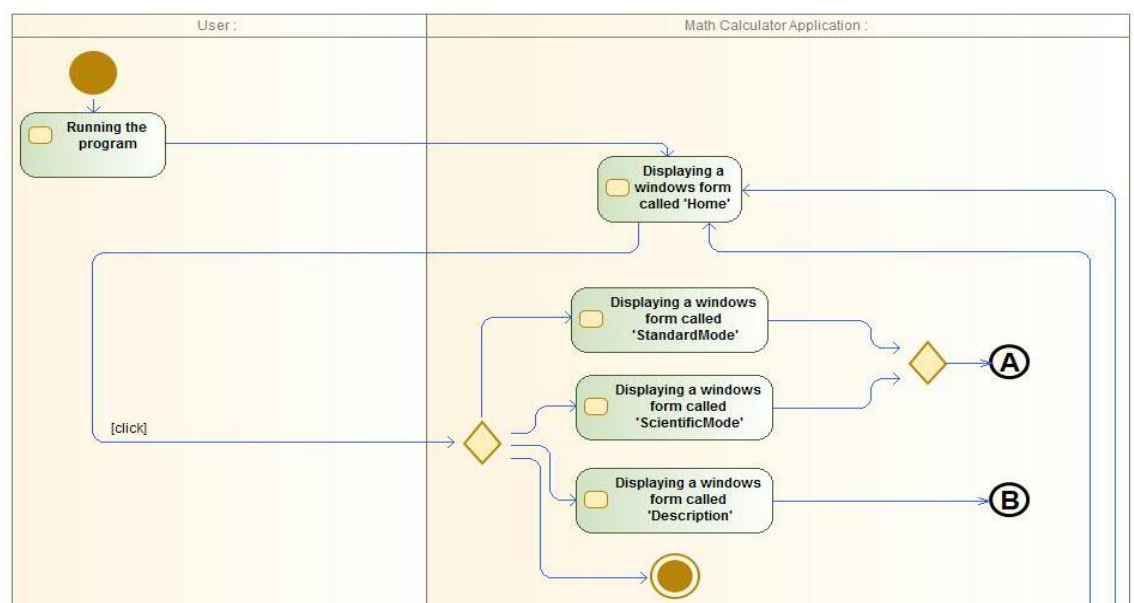 User :
Math Calculator Application :
Running the
program
Displaying a
windows form
called 'Home'
Displaying a windows
form called
'StandardMode'
A
Displaying a windows
form called
'ScientificMode'
[click]
Displaying a windows
form called
'Description'
B